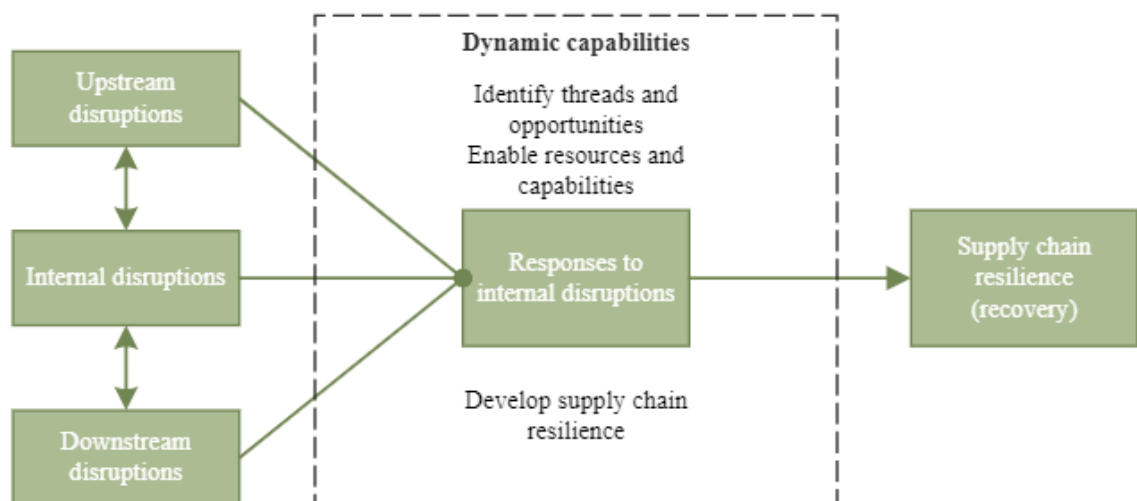 Upstream
disruptions
Internal disruptions
Downstream
disruptions
Dynamic capabilities
Identify threads and
opportunities
Enable resources and
capabilities
Responses to
internal disruptions
Develop supply chain
resilience
Supply chain
resilience
(recovery)